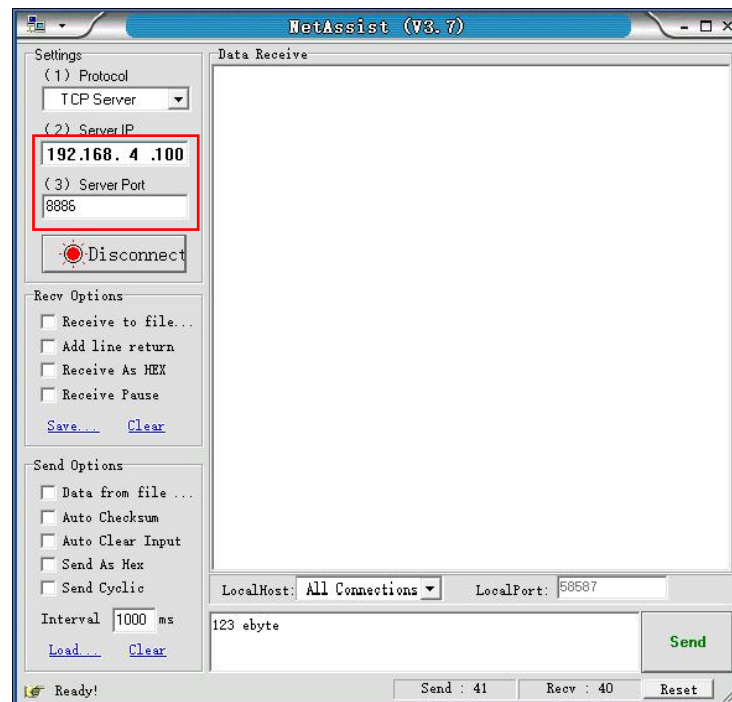 NetAssist (V3.7)
Settings
(1) Protocol
TCP Server
(2) Server IP
192.168. 4 .100
(3) Server Port
8886
Disconnect
Recv Options
Receive to file...
Add line return
Receive As HEX
Receive Pause
Save... Clear
Send Options
Data from file ...
Auto Checksum
Auto Clear Input
Send As Hex
Send Cyclic
Interval 1000 ms
Load... Clear
Data Receive
LocalHost: All Connections LocalPort: 58587
123 ebyte
Send
Ready! Send : 41 Recv : 40 Reset